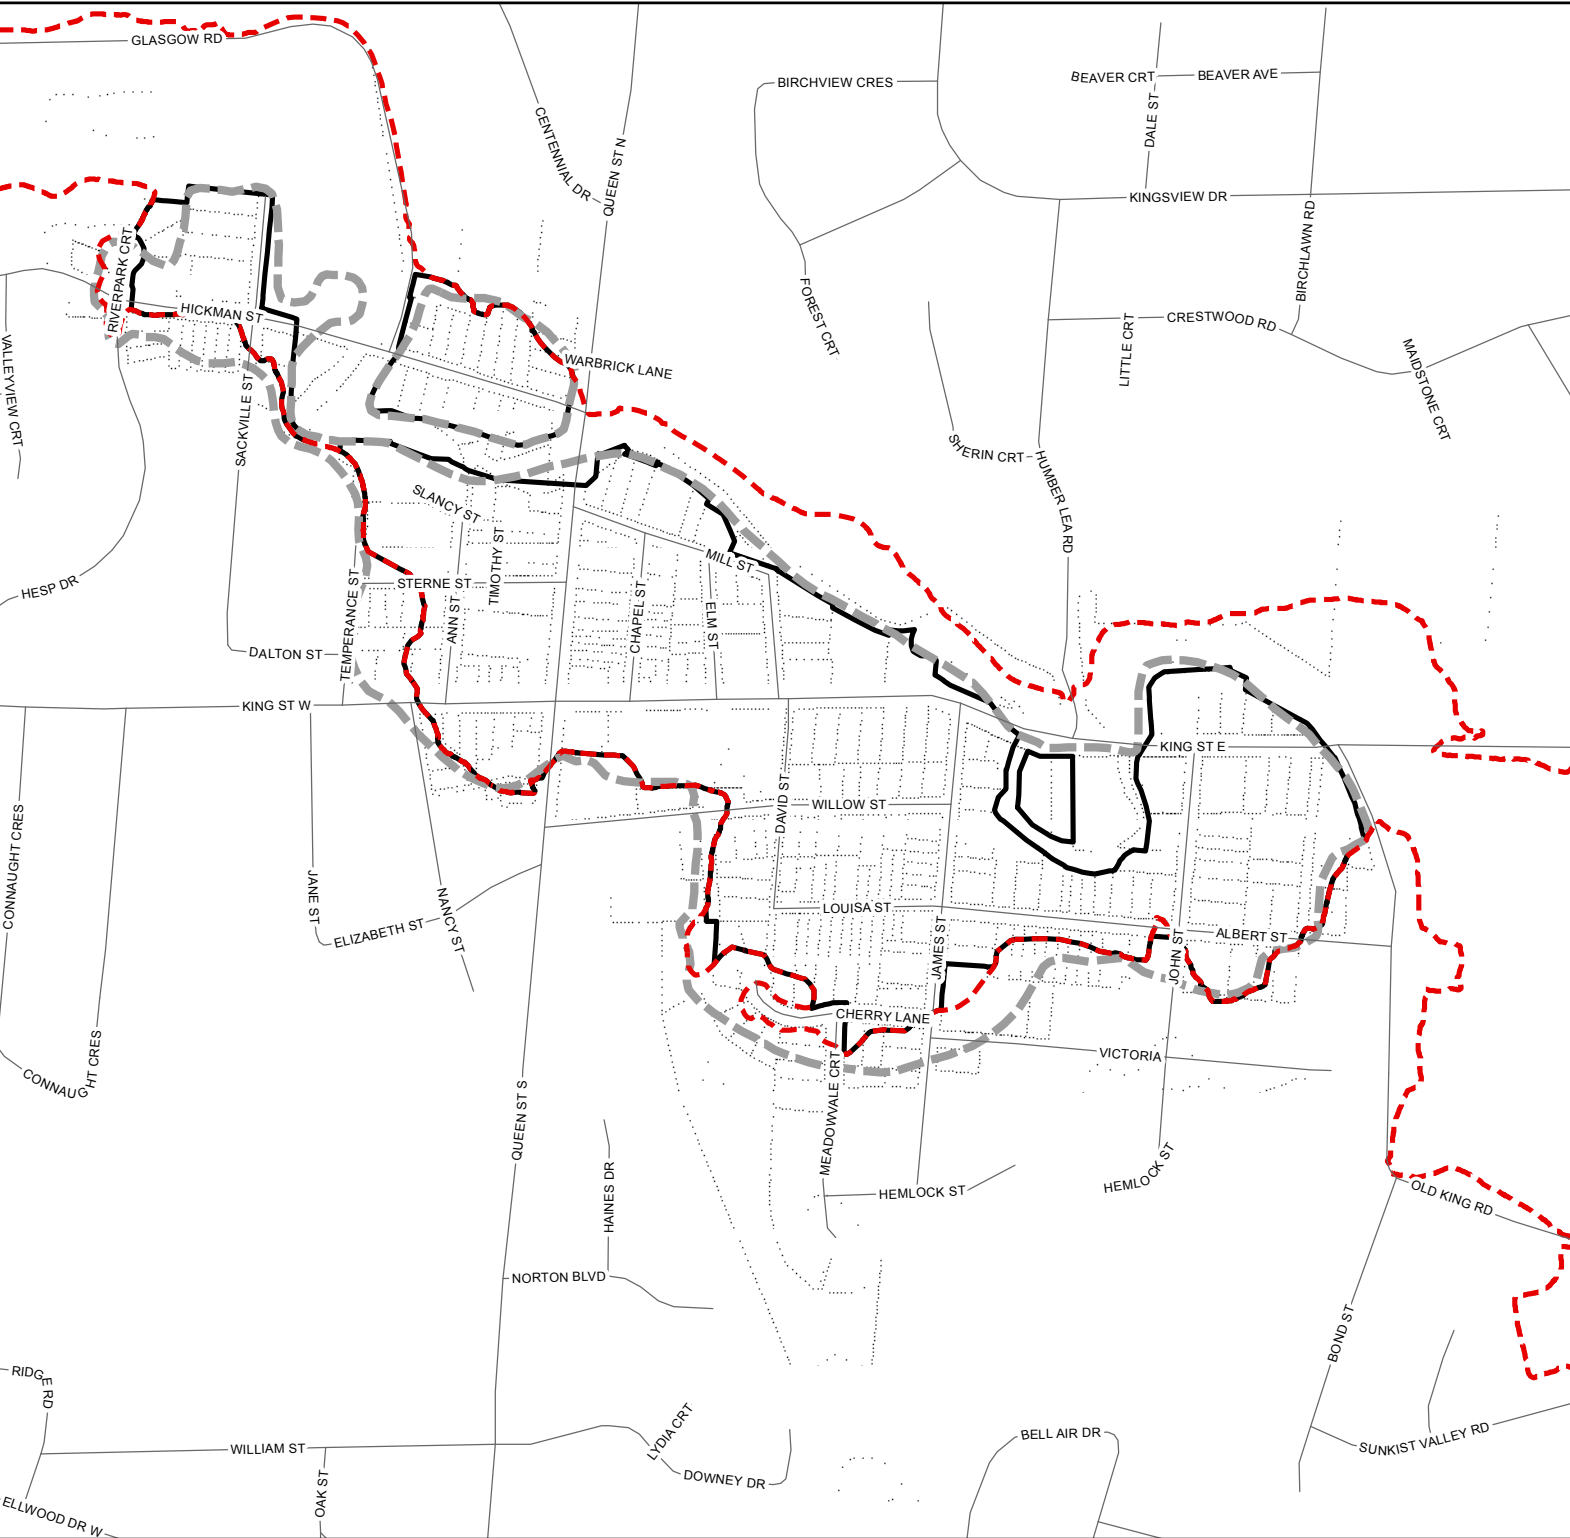 GLASGOW RD
BIRCHVIEW CRES
BEAVER CRT
BEAVER AVE
DALE ST
CENTENNIAL DR
QUEEN ST N
KINGSVIEW DR
BIRCHLAWN RD
RIVERPARK CRT
HICKMAN ST
FOREST CRT
CRESTWOOD RD
LITTLE CRT
MAIDSTONE CRT
VALLEYVIEW CRT
WARBRICK LANE
SACKVILLE ST
SHERIN CRT
HUMBER LEA RD
SLANCY ST
TIMOTHY ST
MILL ST
HESP DR
STERNE ST
TEMPERANCE ST
ANN ST
CHAPEL ST
ELM ST
DALTON ST
KING ST W
KING ST E
DAVID ST
WILLOW ST
CONNAUGHT CRES
JANE ST
NANCY ST
ELIZABETH ST
LOUISA ST
JAMES ST
JOHN ST
ALBERT ST
CHERRY LANE
VICTORIA
CONNAUGHT CRES
QUEEN ST S
MEADOWVALE CRT
HAINES DR
HEMLOCK ST
HEMLOCK ST
OLD KING RD
NORTON BLVD
BOND ST
RIDGE RD
LYDIA CRT
WILLIAM ST
BELL AIR DR
SUNKIST VALLEY RD
DOWNEY DR
OAK ST
ELLWOOD DR W